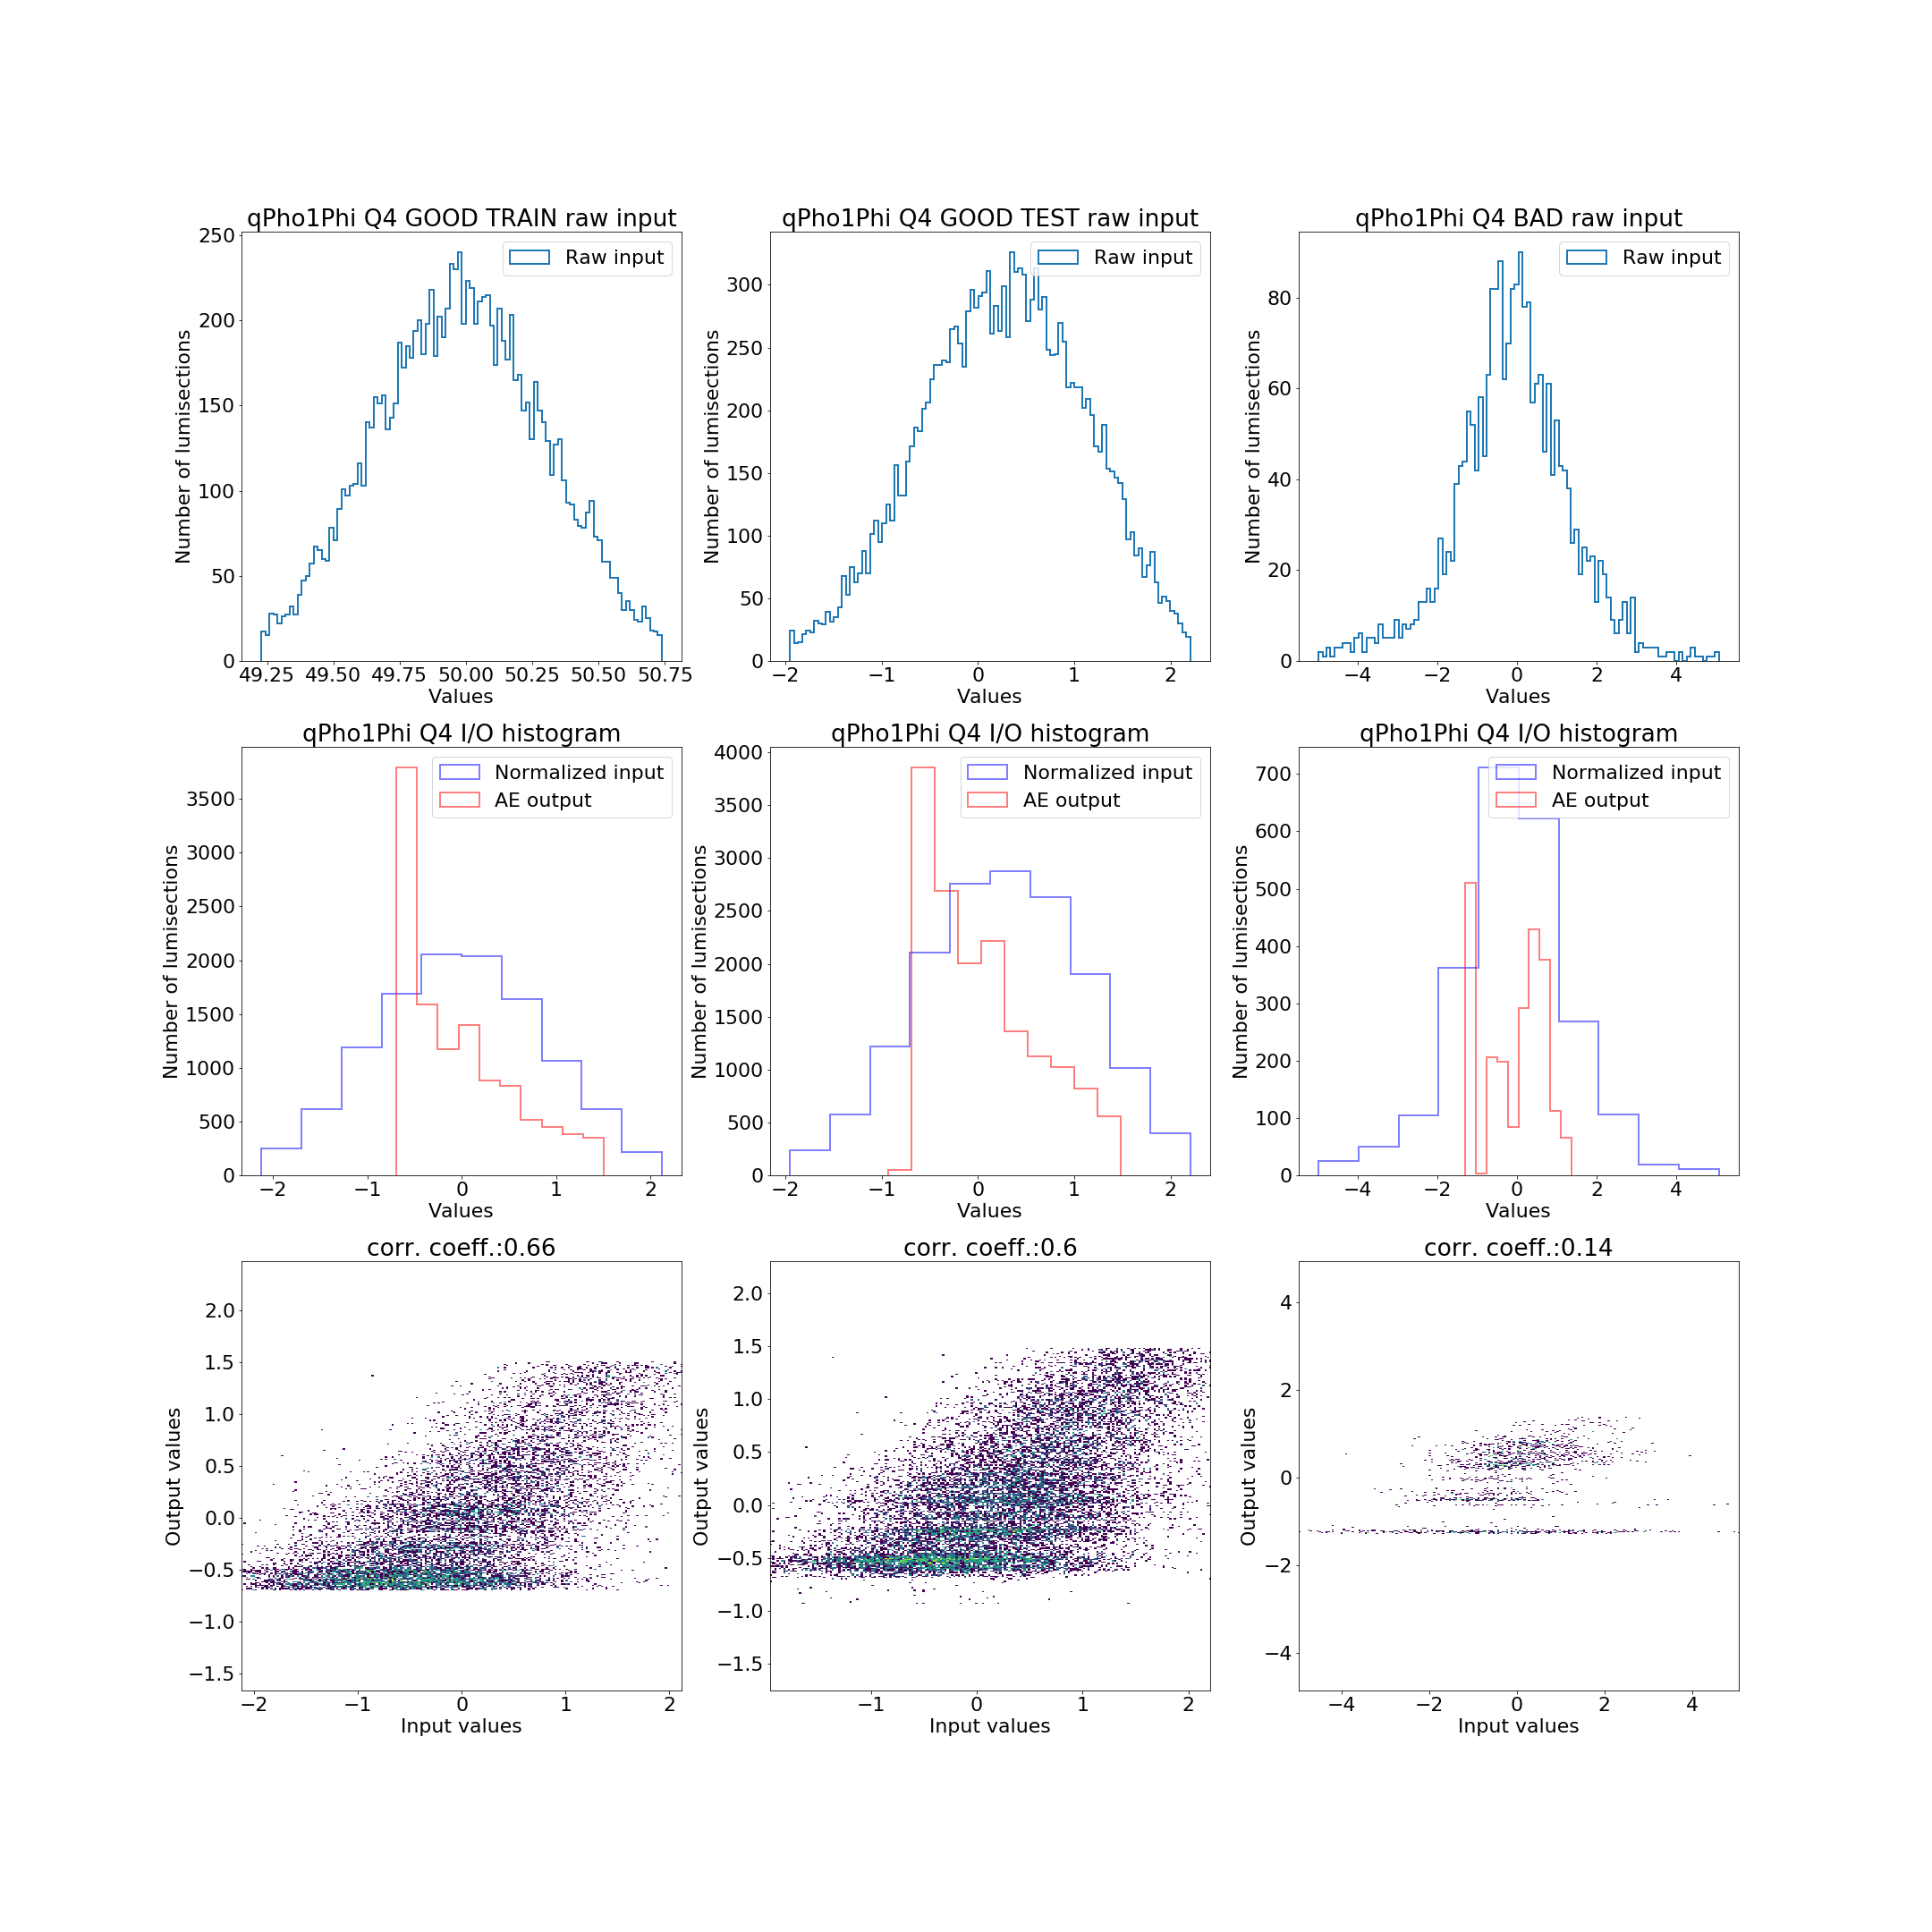 qPho1Phi Q4 GOOD TRAIN raw input
Raw input
Number of lumisections
0
50
100
150
200
250
49.25 49.50 49.75 50.00 50.25 50.50 50.75
Values
qPho1Phi Q4 GOOD TEST raw input
Raw input
Number of lumisections
0
50
100
150
200
250
300
−2 −1 0 1 2
Values
qPho1Phi Q4 BAD raw input
Raw input
Number of lumisections
0
20
40
60
80
−4 −2 0 2 4
Values
qPho1Phi Q4 I/O histogram
Normalized input
AE output
Number of lumisections
0
500
1000
1500
2000
2500
3000
3500
−2 −1 0 1 2
Values
qPho1Phi Q4 I/O histogram
Normalized input
AE output
Number of lumisections
0
500
1000
1500
2000
2500
3000
3500
4000
−2 −1 0 1 2
Values
qPho1Phi Q4 I/O histogram
Normalized input
AE output
Number of lumisections
0
100
200
300
400
500
600
700
−4 −2 0 2 4
Values
corr. coeff.:0.66
Output values
2.0
1.5
1.0
0.5
0.0
−0.5
−1.0
−1.5
−2 −1 0 1 2
Input values
corr. coeff.:0.6
Output values
2.0
1.5
1.0
0.5
0.0
−0.5
−1.0
−1.5
−1 0 1 2
Input values
corr. coeff.:0.14
Output values
4
2
0
−2
−4
−4 −2 0 2 4
Input values